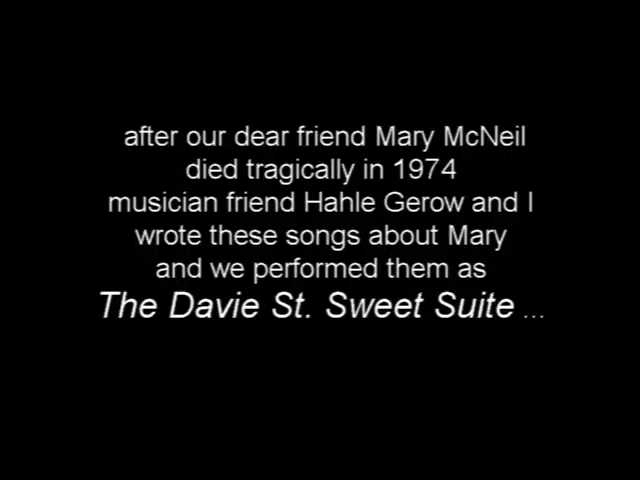 after our dear friend Mary McNeil
died tragically in 1974
musician friend Hahle Gerow and I
wrote these songs about Mary
and we performed them as
The Davie St. Sweet Suite ...